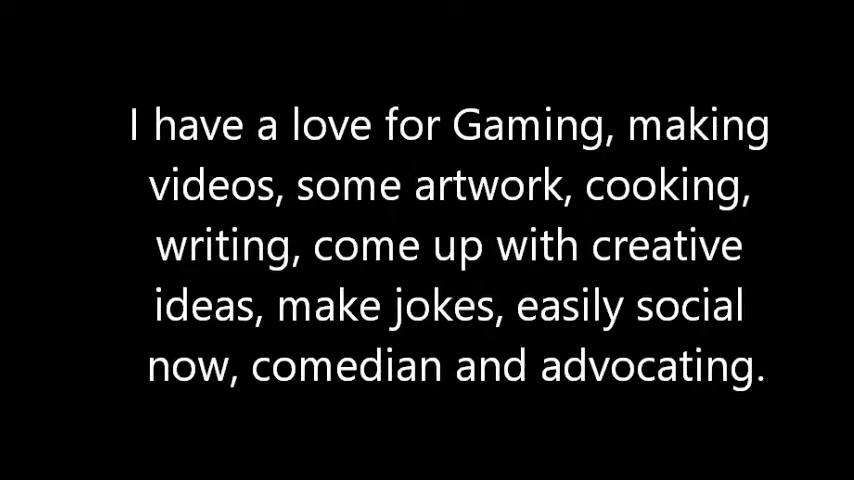 I have a love for Gaming, making
videos, some artwork, cooking,
writing, come up with creative
ideas, make jokes, easily social
now, comedian and advocating.